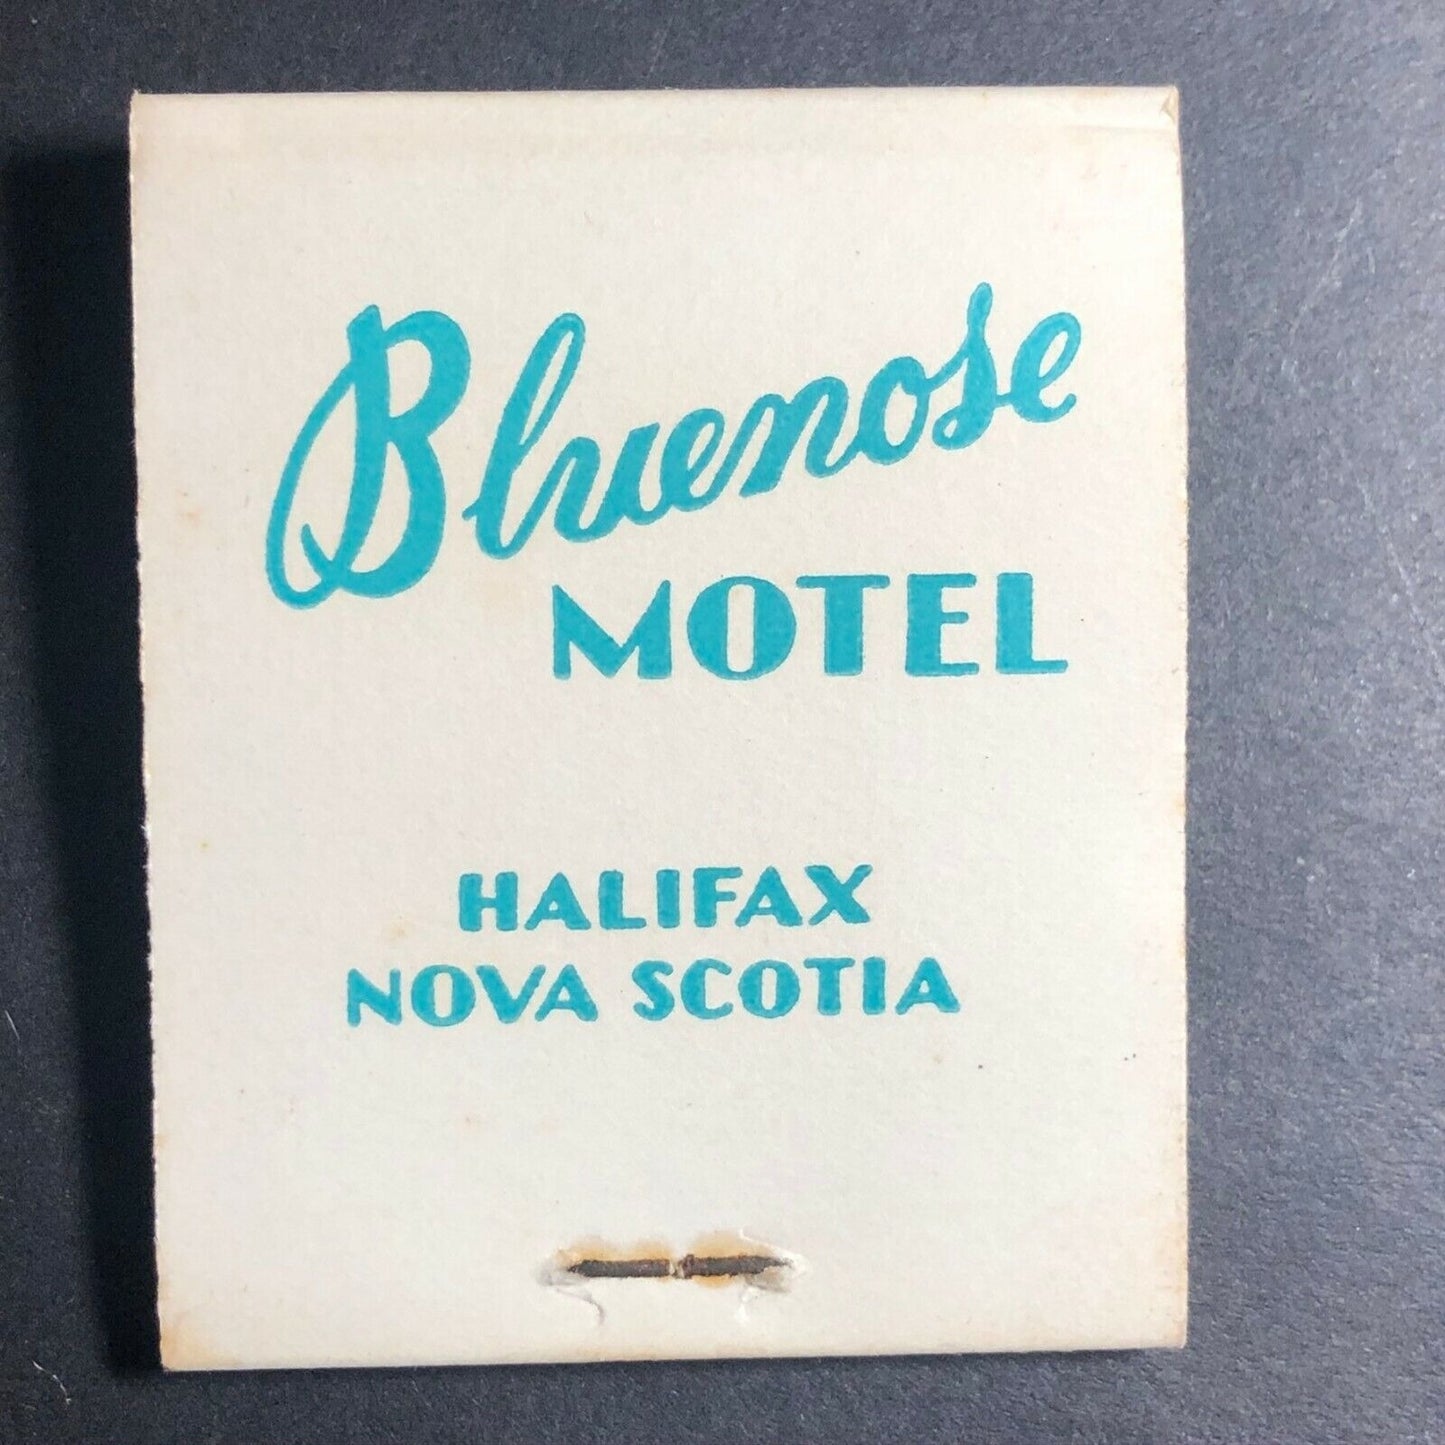 Bluenose
MOTEL
HALIFAX
NOVA SCOTIA